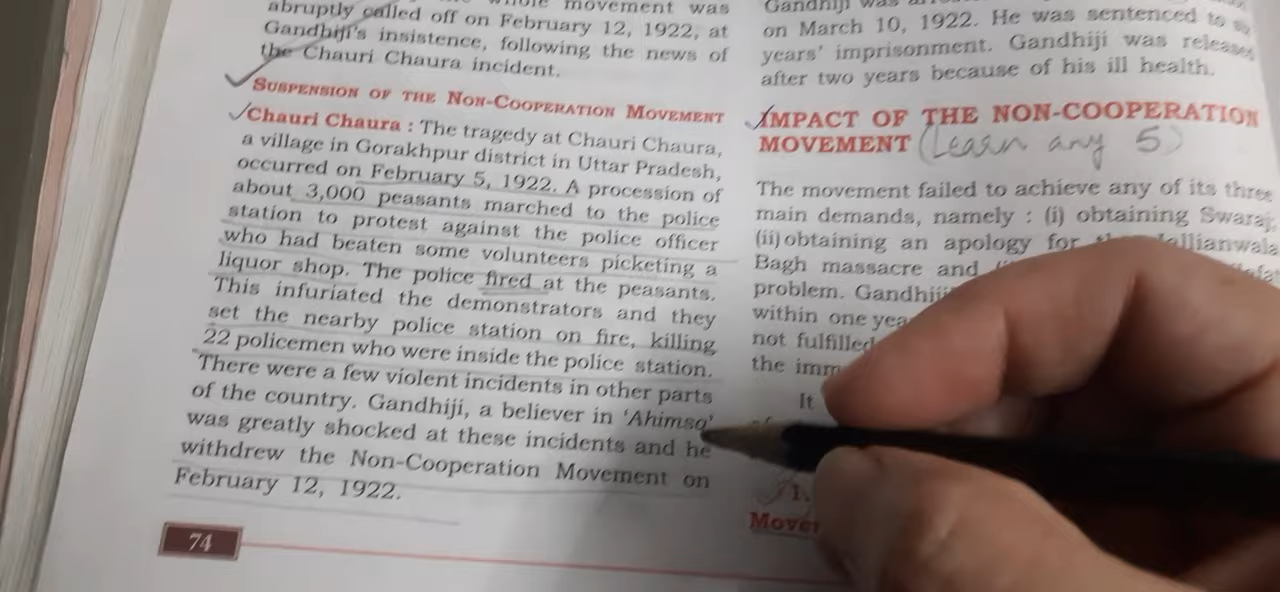 whole movement was
abruptly called off on February 12, 1922, at
Gandhiji's insistence, following the news of
the Chauri Chaura incident.
SUSPENSION OF THE NON-COOPERATION MOVEMENT
Chauri Chaura : The tragedy at Chauri Chaura,
a village in Gorakhpur district in Uttar Pradesh,
occurred on February 5, 1922. A procession of
about 3,000 peasants marched to the police
station to protest against the police officer
who had beaten some volunteers picketing a
liquor shop. The police fired at the peasants.
This infuriated the demonstrators and they
set the nearby police station on fire, killing
22 policemen who were inside the police station.
There were a few violent incidents in other parts
of the country. Gandhiji, a believer in 'Ahimsa'
was greatly shocked at these incidents and he
withdrew the Non-Cooperation Movement on
February 12, 1922.
74
Gandhiji was
on March 10, 1922. He was sentenced to
years' imprisonment. Gandhiji was
after two years because of his ill health.
IMPACT OF THE NON-COOPERATION
MOVEMENT (Learn any 5)
The movement failed to achieve any of its three
main demands, namely : (i) obtaining Swaraj,
(ii) obtaining an apology for
Bagh massacre and
problem.
within one
not fulfilled
the
It
1.